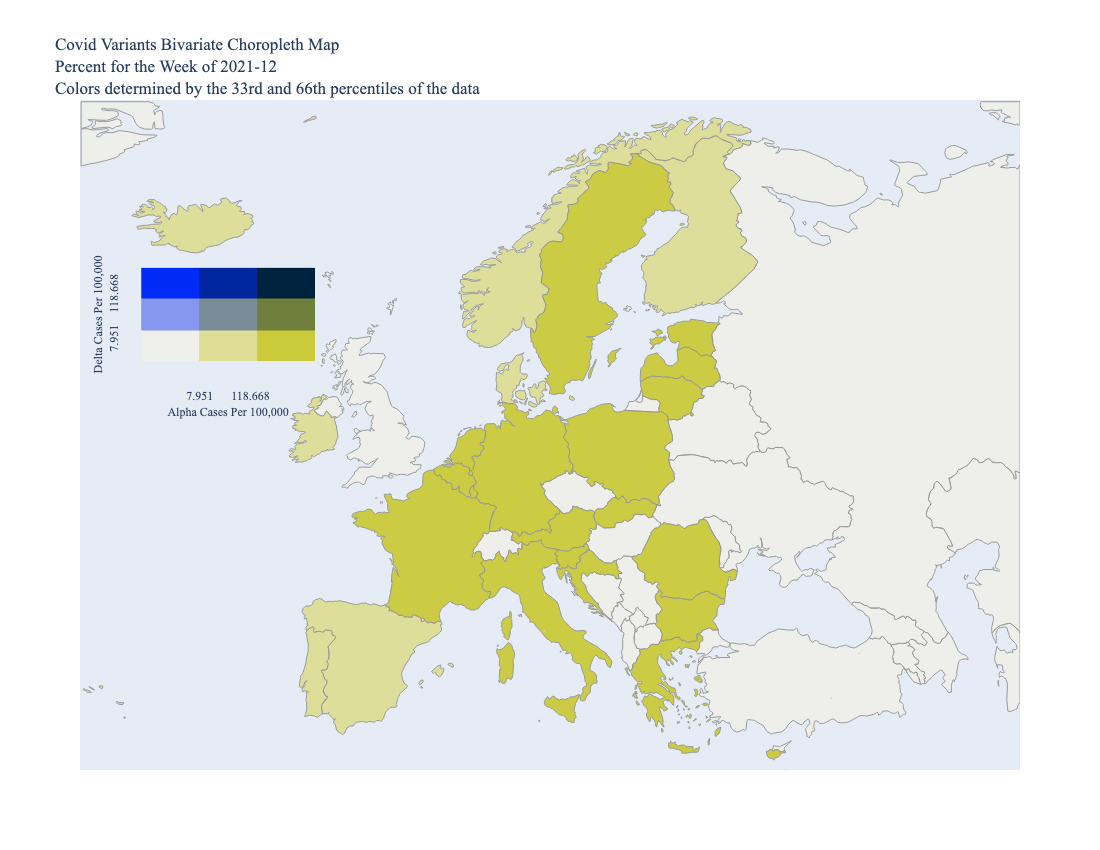 Covid Variants Bivariate Choropleth Map
Percent for the Week of 2021-12
Colors determined by the 33rd and 66th percentiles of the data
Delta Cases Per 100,000
7.951 118.668
7.951 118.668
Alpha Cases Per 100,000